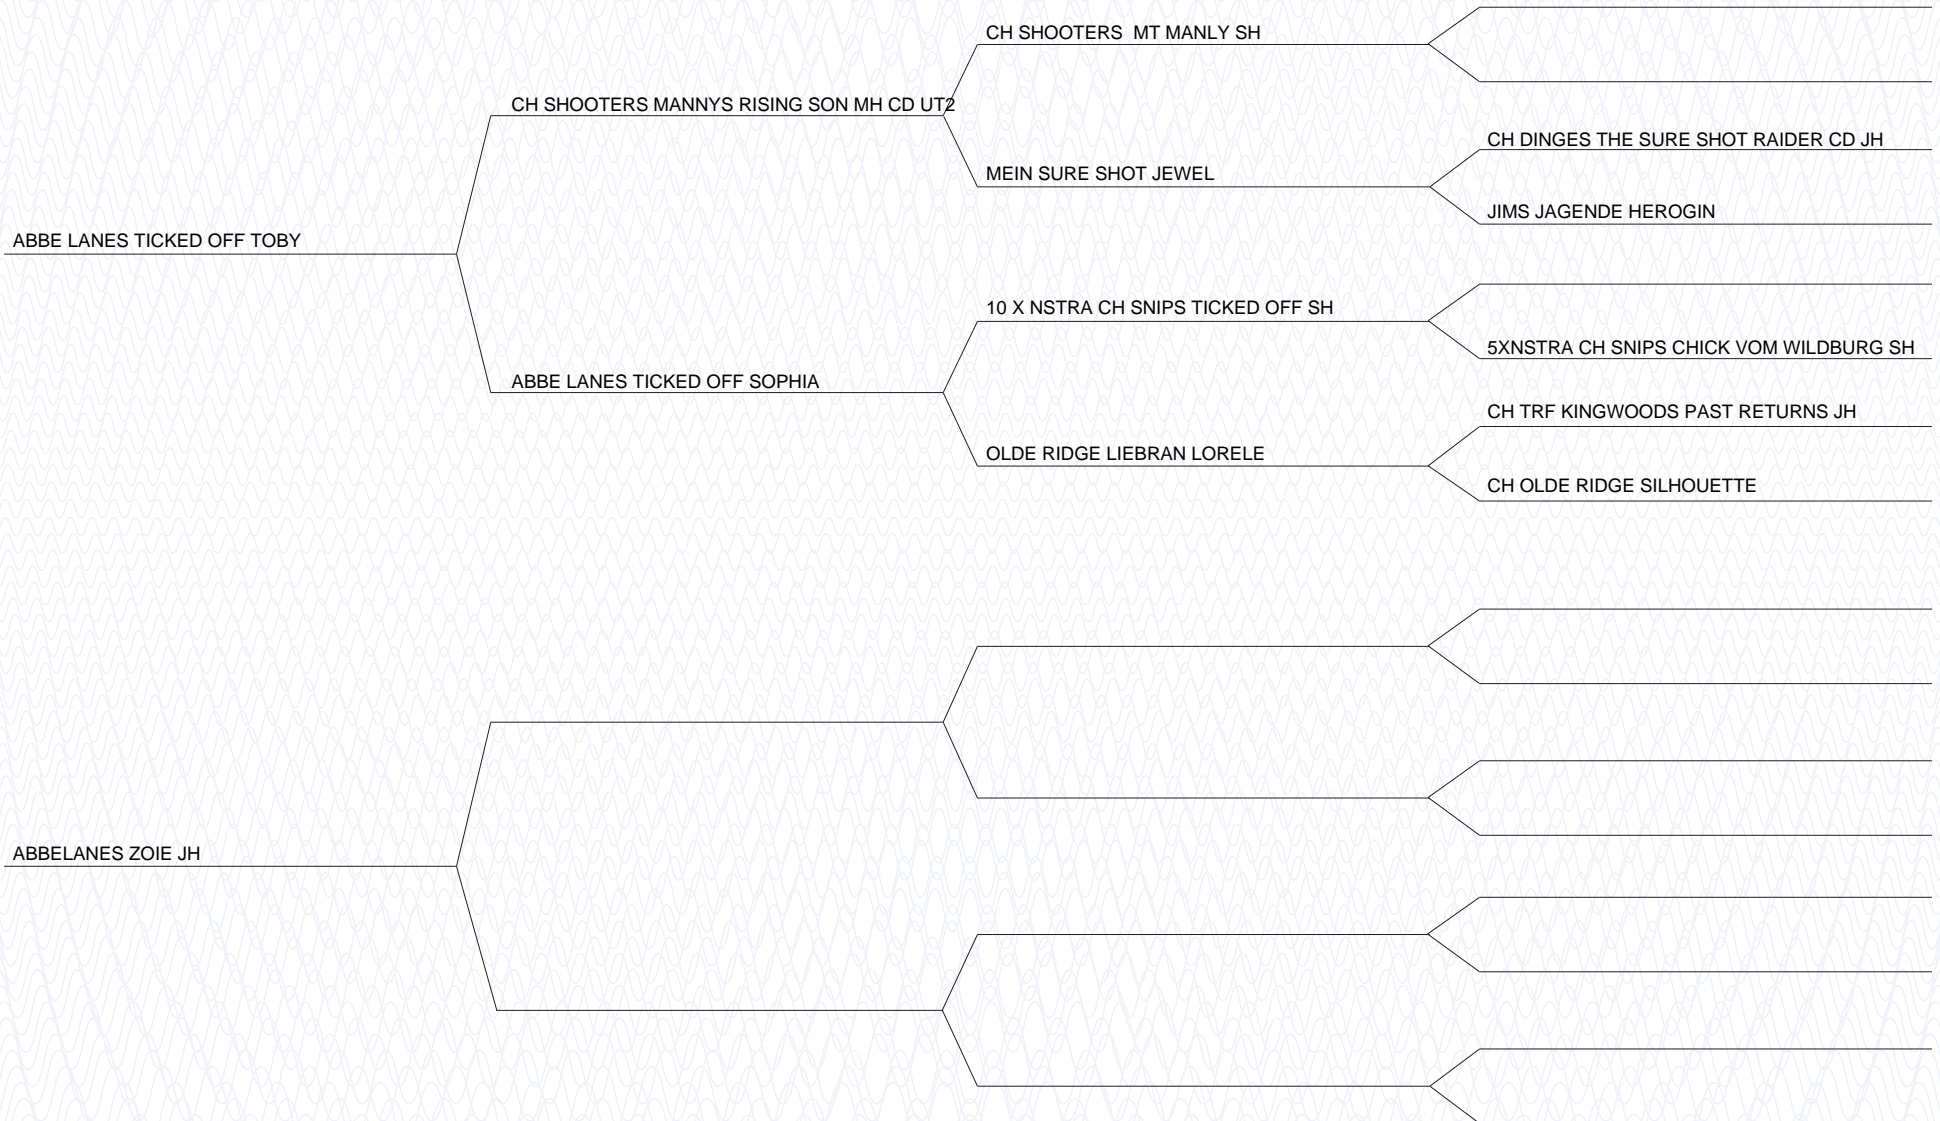 CH SHOOTERS  MT MANLY SH
CH SHOOTERS MANNYS RISING SON MH CD UT2
CH DINGES THE SURE SHOT RAIDER CD JH
MEIN SURE SHOT JEWEL
JIMS JAGENDE HEROGIN
ABBE LANES TICKED OFF TOBY
10 X NSTRA CH SNIPS TICKED OFF SH
5XNSTRA CH SNIPS CHICK VOM WILDBURG SH
ABBE LANES TICKED OFF SOPHIA
CH TRF KINGWOODS PAST RETURNS JH
OLDE RIDGE LIEBRAN LORELE
CH OLDE RIDGE SILHOUETTE
ABBELANES ZOIE JH